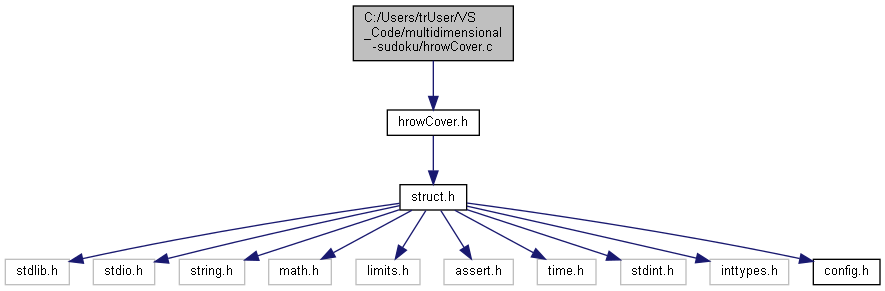 C:/Users/trUser/VS
_Code/multidimensional
-sudoku/hrowCover.c
hrowCover.h
struct.h
stdlib.h
stdio.h
string.h
math.h
limits.h
assert.h
time.h
stdint.h
inttypes.h
config.h